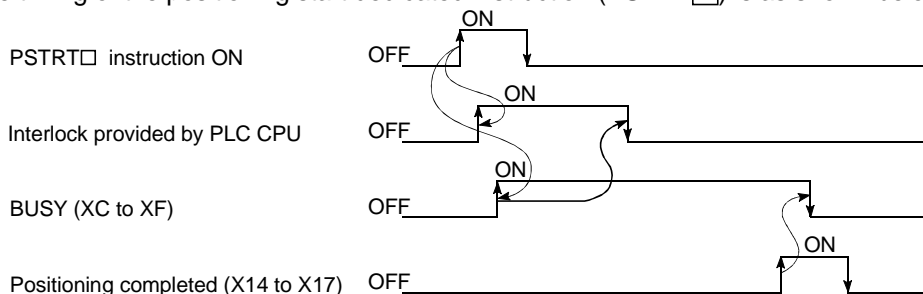 ON
PSTRT□ instruction ON OFF
ON
Interlock provided by PLC CPU OFF
ON
BUSY (XC to XF) OFF
ON
Positioning completed (X14 to X17) OFF